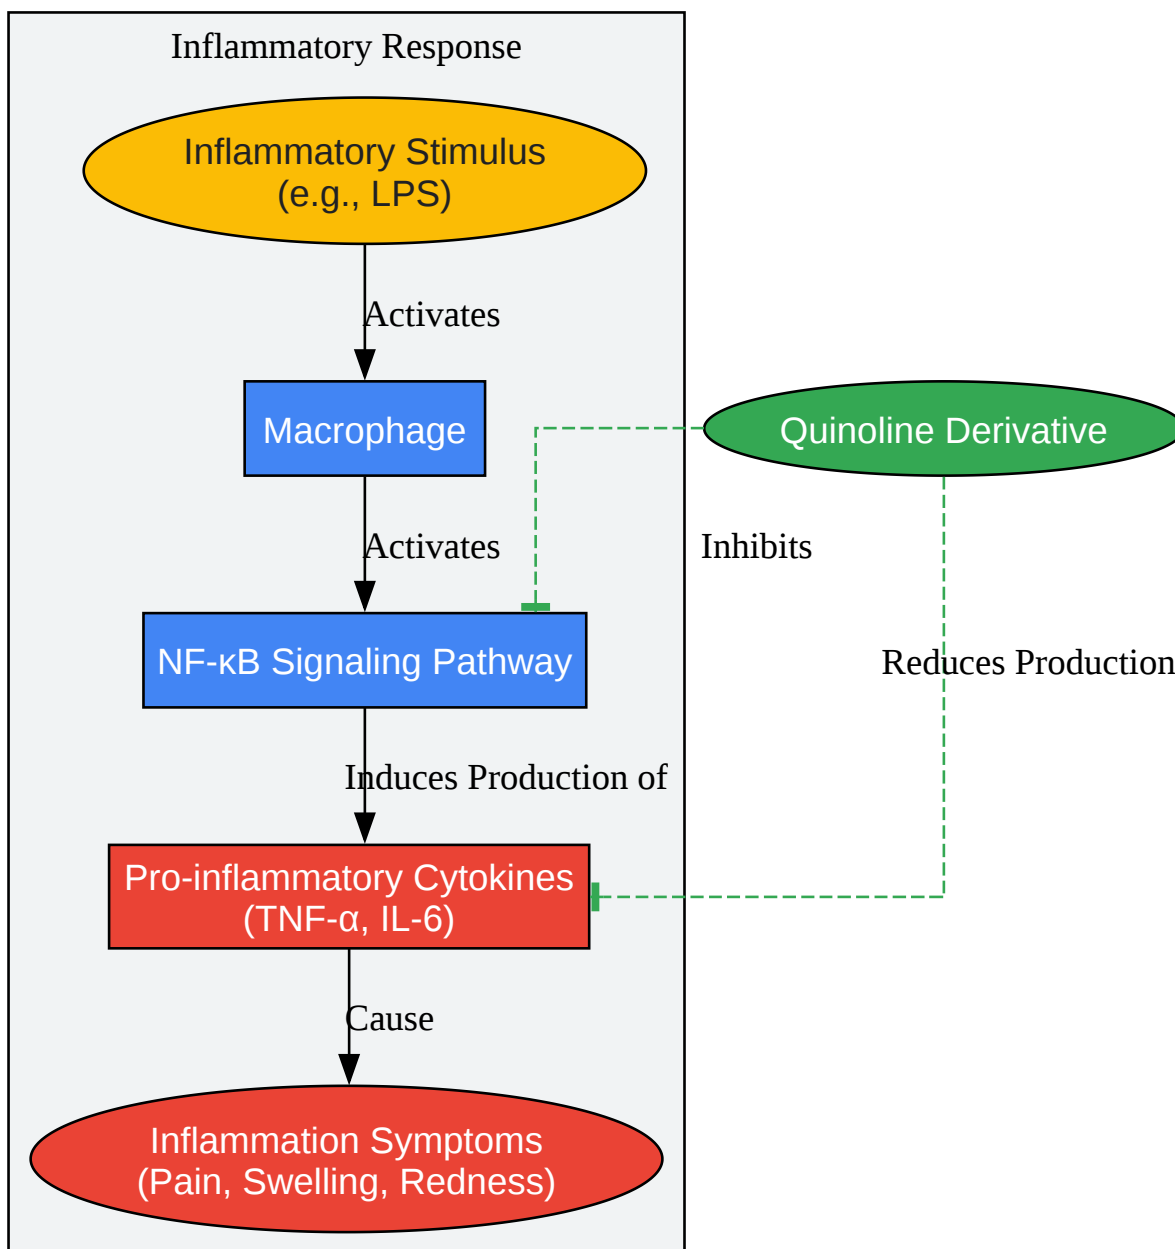 Inflammatory Response
Inflammatory Stimulus
(e.g., LPS)
Activates
Macrophage
Quinoline Derivative
Activates
Inhibits
NF-κB Signaling Pathway
Reduces Production
Induces Production of
Pro-inflammatory Cytokines
(TNF-α, IL-6)
Cause
Inflammation Symptoms
(Pain, Swelling, Redness)